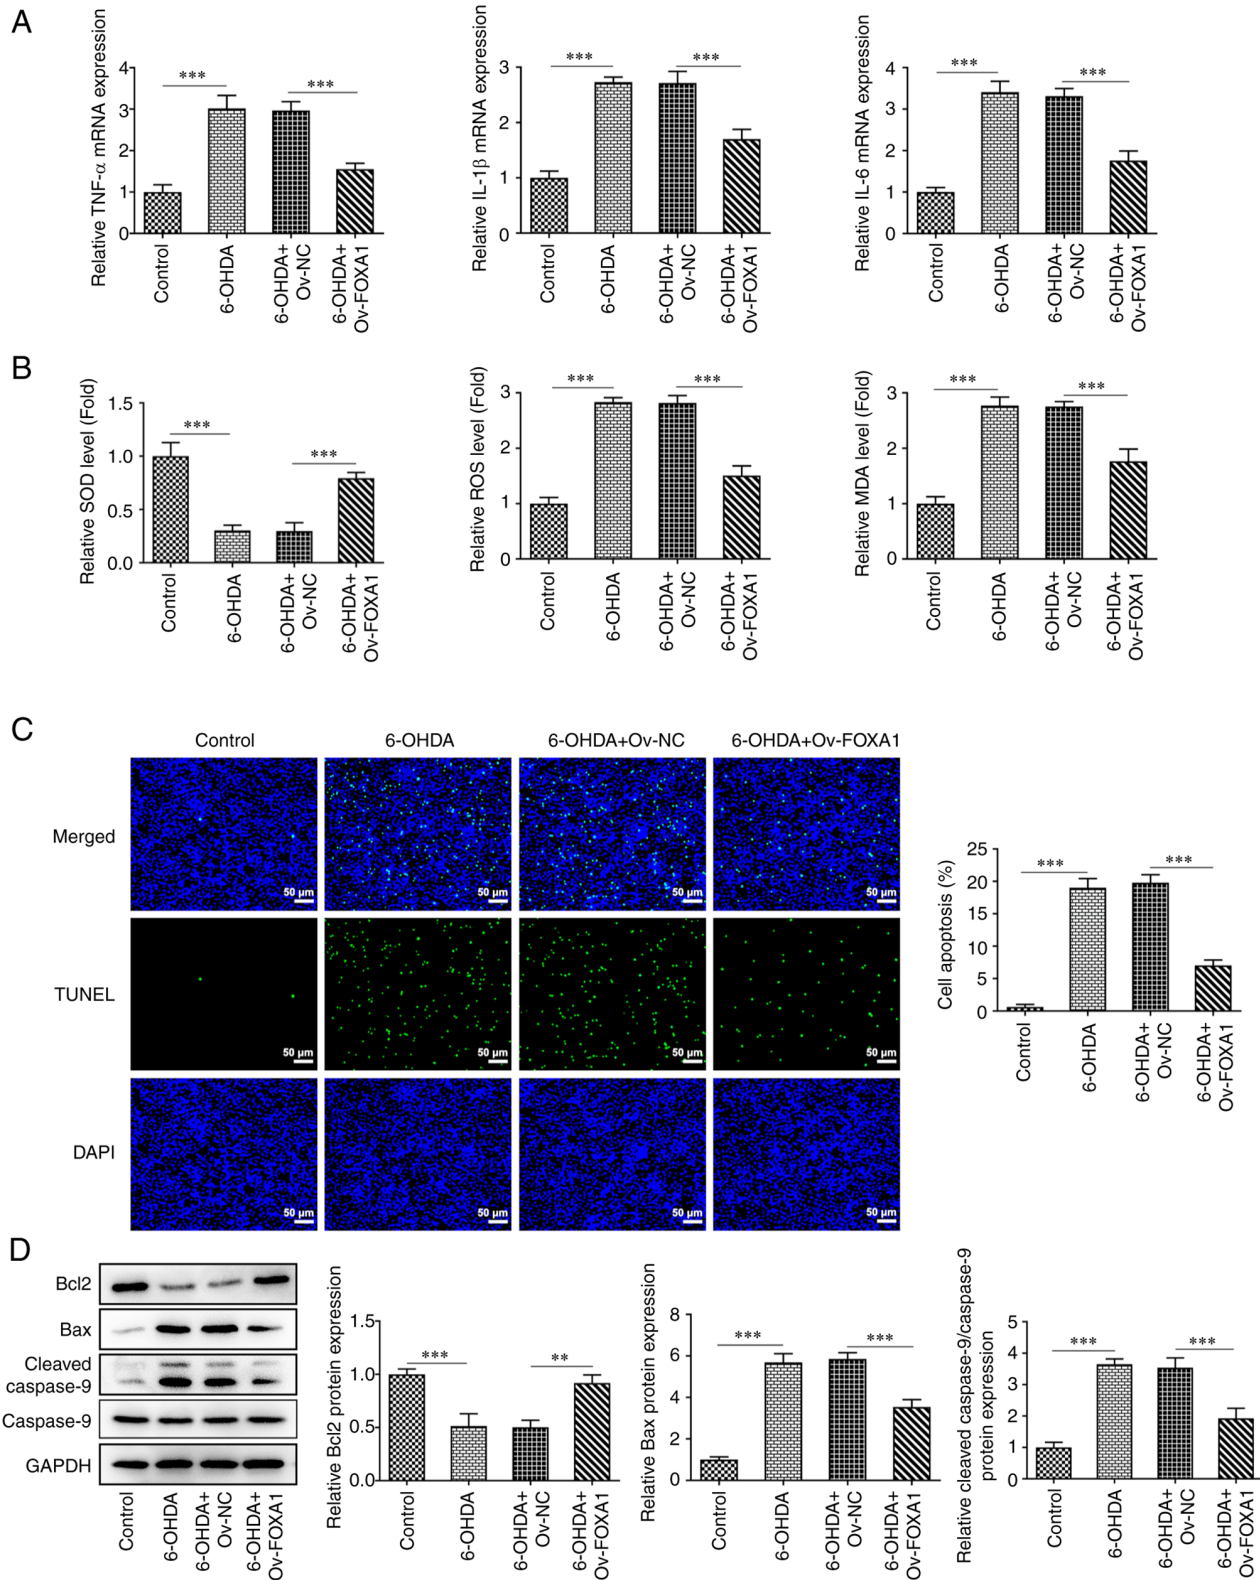 A
Relative TNF-α mRNA expression
4
3
2
1
0
***
***
Control
6-OHDA
6-OHDA+
Ov-NC
6-OHDA+
Ov-FOXA1
Relative IL-1β mRNA expression
3
2
1
0
***
***
Control
6-OHDA
6-OHDA+
Ov-NC
6-OHDA+
Ov-FOXA1
Relative IL-6 mRNA expression
4
3
2
1
0
***
***
Control
6-OHDA
6-OHDA+
Ov-NC
6-OHDA+
Ov-FOXA1
B
Relative SOD level (Fold)
1.5
1.0
0.5
0.0
***
***
Control
6-OHDA
6-OHDA+
Ov-NC
6-OHDA+
Ov-FOXA1
Relative ROS level (Fold)
3
2
1
0
***
***
Control
6-OHDA
6-OHDA+
Ov-NC
6-OHDA+
Ov-FOXA1
Relative MDA level (Fold)
3
2
1
0
***
***
Control
6-OHDA
6-OHDA+
Ov-NC
6-OHDA+
Ov-FOXA1
C
Control 6-OHDA 6-OHDA+Ov-NC 6-OHDA+Ov-FOXA1
Merged
50 µm 50 µm 50 µm 50 µm
TUNEL
50 µm 50 µm 50 µm 50 µm
DAPI
50 µm 50 µm 50 µm 50 µm
Cell apoptosis (%)
25
20
15
10
5
0
***
***
Control
6-OHDA
6-OHDA+
Ov-NC
6-OHDA+
Ov-FOXA1
D
Bcl2
Bax
Cleaved
caspase-9
Caspase-9
GAPDH
Control
6-OHDA
6-OHDA+
Ov-NC
6-OHDA+
Ov-FOXA1
Relative Bcl2 protein expression
1.5
1.0
0.5
0.0
***
**
Control
6-OHDA
6-OHDA+
Ov-NC
6-OHDA+
Ov-FOXA1
Relative Bax protein expression
8
6
4
2
0
***
***
Control
6-OHDA
6-OHDA+
Ov-NC
6-OHDA+
Ov-FOXA1
Relative cleaved caspase-9/caspase-9
protein expression
5
4
3
2
1
0
***
***
Control
6-OHDA
6-OHDA+
Ov-NC
6-OHDA+
Ov-FOXA1